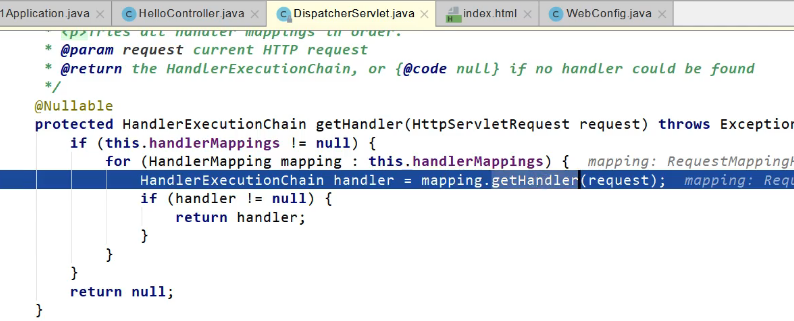 1Application.java × HelloController.java × DispatcherServlet.java × index.html × WebConfig.java ×
* <p>Tries all handler mappings in order.
* @param request current HTTP request
* @return the HandlerExecutionChain, or {@code null} if no handler could be found
*/
@Nullable
protected HandlerExecutionChain getHandler(HttpServletRequest request) throws Exception
if (this.handlerMappings != null) {
for (HandlerMapping mapping : this.handlerMappings) { mapping: RequestMappingH
HandlerExecutionChain handler = mapping.getHandler(request); mapping: Requ
if (handler != null) {
return handler;
}
}
}
return null;
}